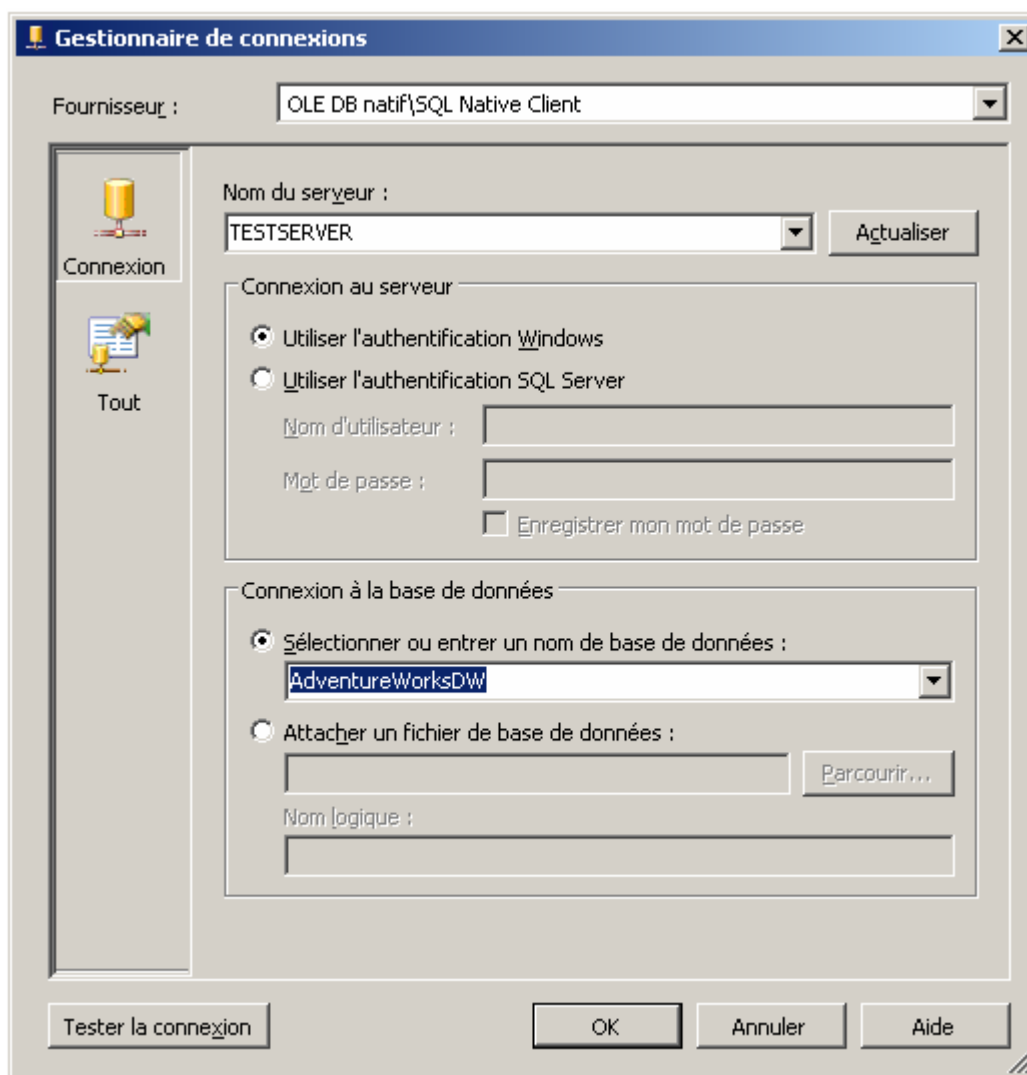 Gestionnaire de connexions
Fournisseur :
OLE DB natif\SQL Native Client
Connexion
Tout
Nom du serveur :
TESTSERVER
Actualiser
Connexion au serveur
Utiliser l'authentification Windows
Utiliser l'authentification SQL Server
Nom d'utilisateur :
Mot de passe :
Enregistrer mon mot de passe
Connexion à la base de données
Sélectionner ou entrer un nom de base de données :
AdventureWorksDW
Attacher un fichier de base de données :
Parcourir...
Nom logique :
Tester la connexion
OK
Annuler
Aide